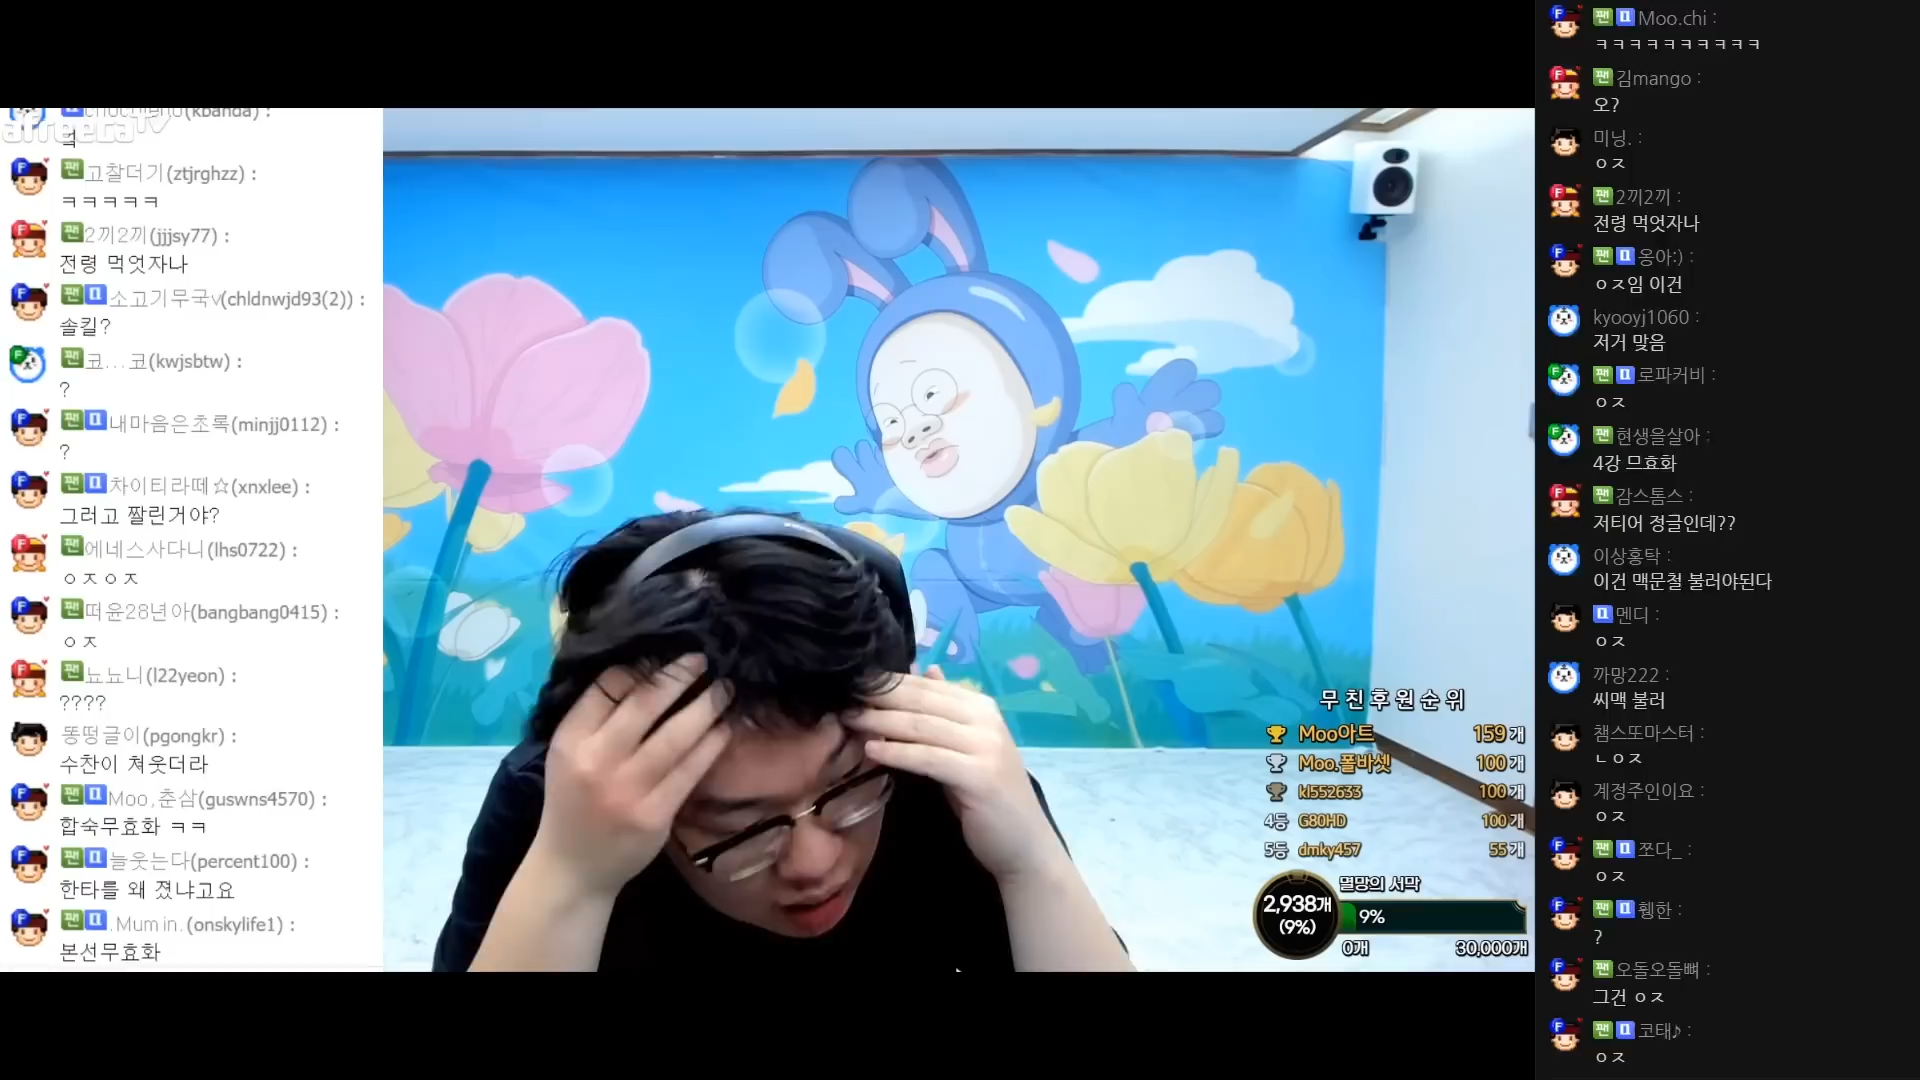 afreecaTV
(kbanda) :
고찰더기(ztjrghzz) :
ㅋㅋㅋㅋㅋ
2끼2끼(jjjsy77) :
전령 먹엇자나
소고기무국v(chldnwjd93(2)) :
솔킬?
코...코(kwjsbtw) :
?
내마음은초록(minjj0112) :
?
차이티라떼☆(xnxlee) :
그러고 짤린거야?
에네스사다니(lhs0722) :
ㅇㅈㅇㅈ
떠윤28년아(bangbang0415) :
ㅇㅈ
뇨뇨니(l22yeon) :
????
똥떵글이(pgongkr) :
수찬이 쳐웃더라
Moo,춘삼(guswns4570) :
합숙무효화 ㅋㅋ
늘웃는다(percent100) :
한타를 왜 졌냐고요
.Mumin.(onskylife1) :
본선무효화
무친후원순위
Moo아트 159개
Moo.폴바셋 100개
kl552633 100개
4등 G80HD 100개
5등 dmky457 55개
멸망의 서막
2,938개
(9%)
9%
0개 30,000개
Moo.chi :
ㅋㅋㅋㅋㅋㅋㅋㅋㅋㅋ
김mango :
오?
미닝. :
ㅇㅈ
2끼2끼 :
전령 먹엇자나
옹아:) :
ㅇㅈ임 이건
kyooyj1060 :
저거 맞음
로파커비 :
ㅇㅈ
현생을살아 :
4강 므효화
감스톰스 :
저티어 정글인데??
이상홍탁 :
이건 맥문철 불러야된다
멘디 :
ㅇㅈ
까망222 :
씨맥 불러
챔스또마스터 :
ㄴㅇㅈ
계정주인이요 :
ㅇㅈ
쪼다_ :
ㅇㅈ
휑한 :
?
오돌오돌뼈 :
그건 ㅇㅈ
코태♪ :
ㅇㅈ